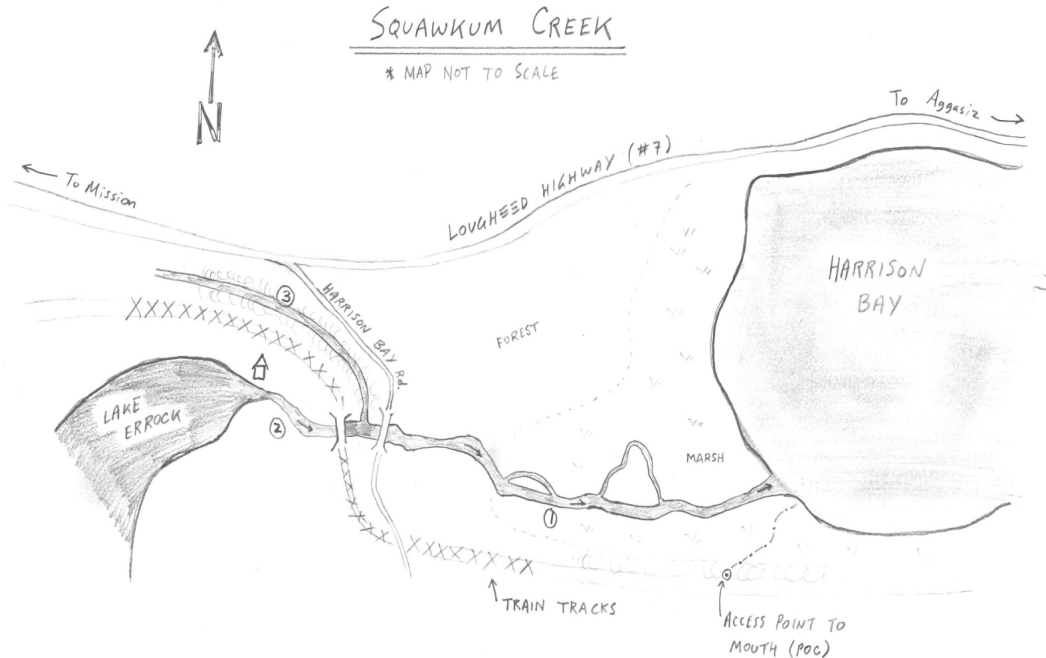 SQUAWKUM CREEK
* MAP NOT TO SCALE
N
To Aggasiz
To Mission
LOUGHEED HIGHWAY (#7)
HARRISON BAY Rd.
HARRISON
BAY
3
FOREST
LAKE
ERROCK
2
MARSH
1
TRAIN TRACKS
ACCESS POINT TO
MOUTH (POC)